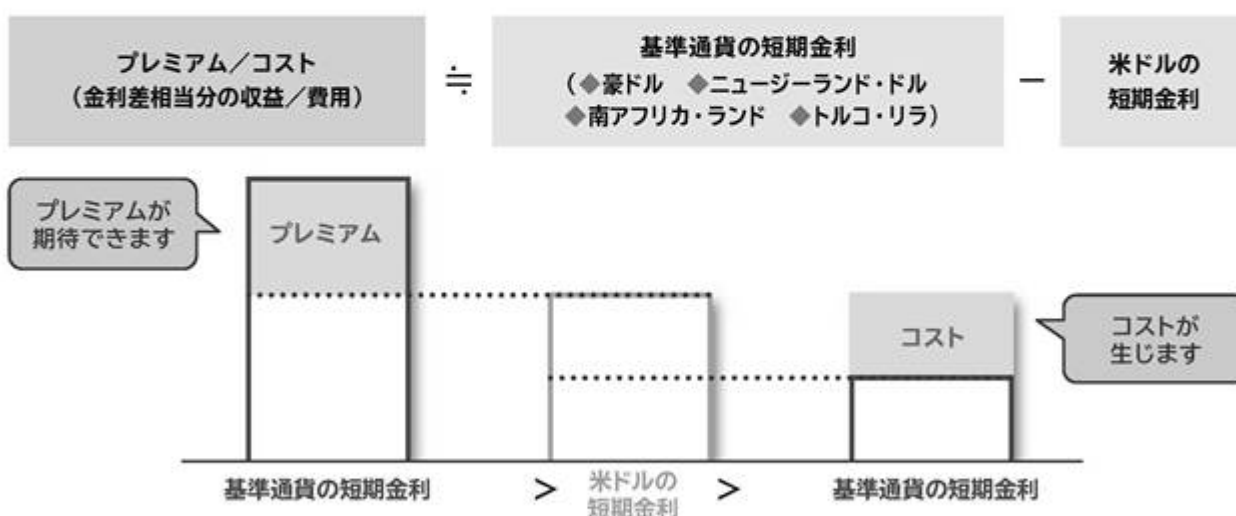 プレミアム／コスト
（金利差相当分の収益／費用）
≒
基準通貨の短期金利
（◆豪ドル ◆ニュージーランド・ドル
◆南アフリカ・ランド ◆トルコ・リラ）
−
米ドルの
短期金利
プレミアムが
期待できます
プレミアム
コスト
コストが
生じます
基準通貨の短期金利
>
米ドルの
短期金利
>
基準通貨の短期金利